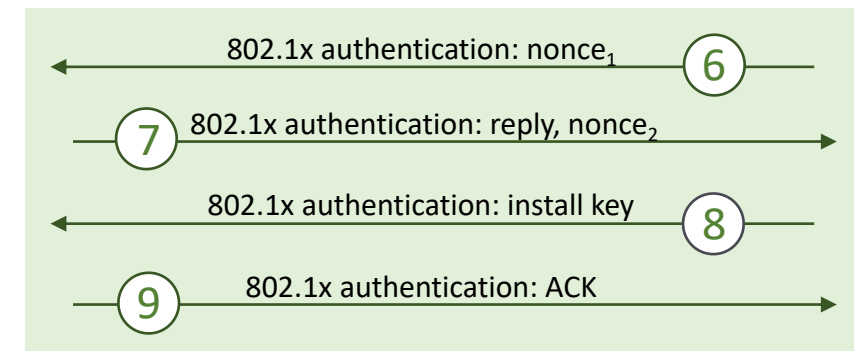 802.1x authentication: nonce₁
6
7
802.1x authentication: reply, nonce₂
802.1x authentication: install key
8
9
802.1x authentication: ACK